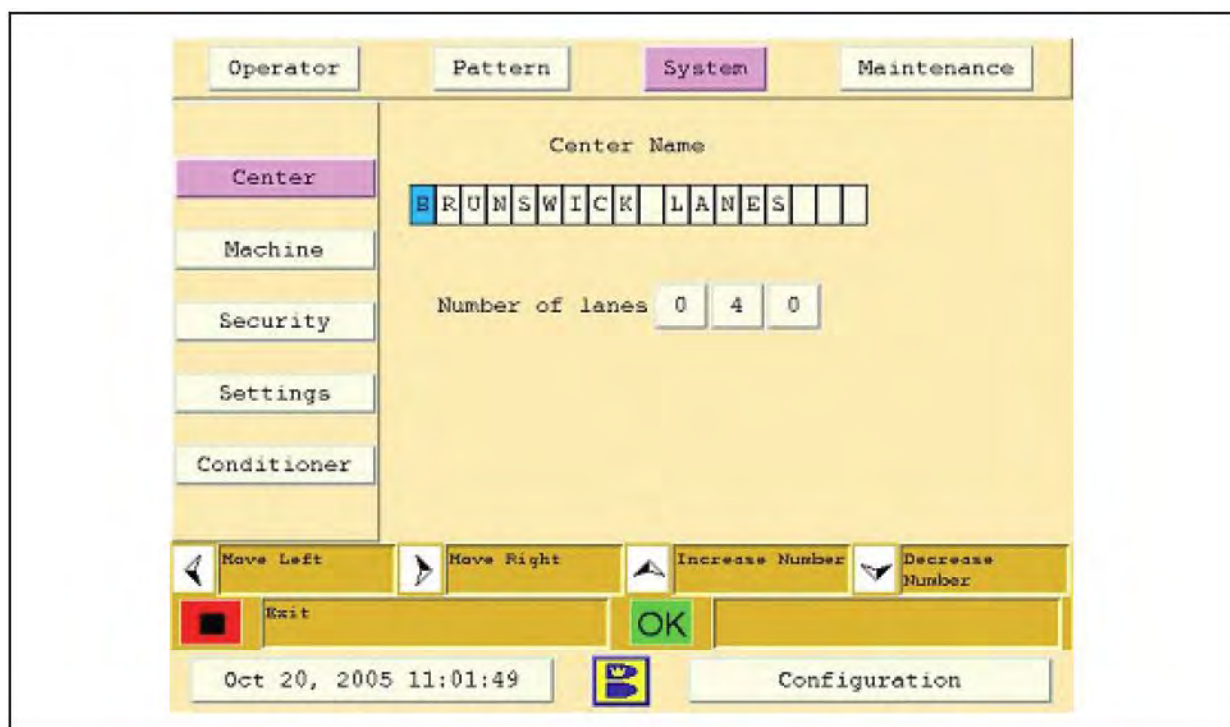 Operator Pattern System Maintenance
Center Name
Center
BRUNSWICK LANES
Machine
Number of lanes 0 4 0
Security
Settings
Conditioner
Move Left Move Right Increase Number Decrease
Number
Exit OK
Oct 20, 2005 11:01:49 Configuration